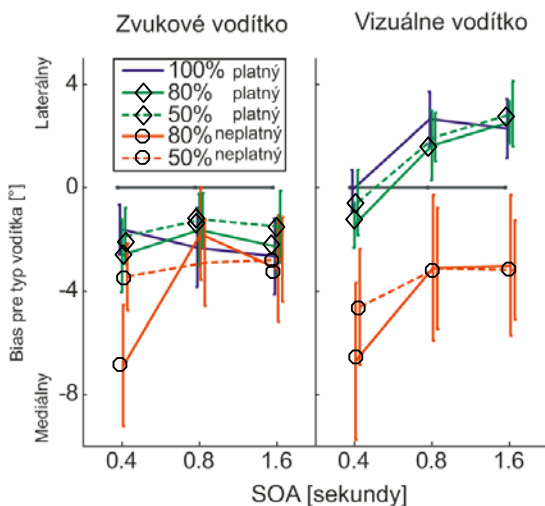 Zvukové vodítko
Vizuálne vodítko
Laterálny
Bias pre typ vodítka [°]
Mediálny
4
0
-4
-8
100% platný
80% platný
50% platný
80% neplatný
50% neplatný
0.4 0.8 1.6 0.4 0.8 1.6
SOA [sekundy]